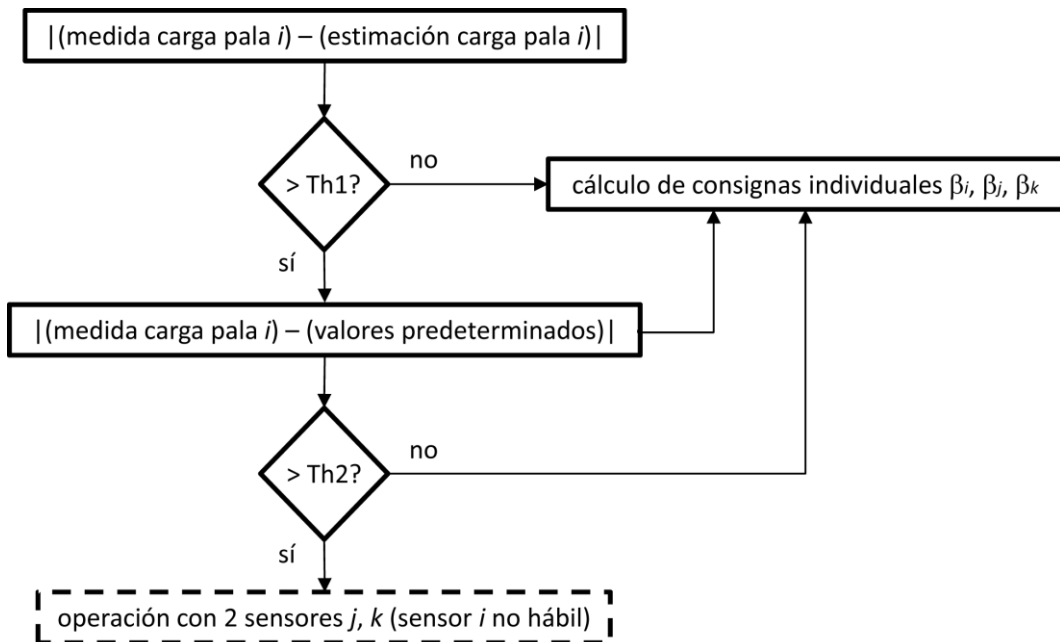 |(medida carga pala i) – (estimación carga pala i)|
> Th1?
no
cálculo de consignas individuales βi, βj, βk
sí
|(medida carga pala i) – (valores predeterminados)|
> Th2?
no
sí
operación con 2 sensores j, k (sensor i no hábil)